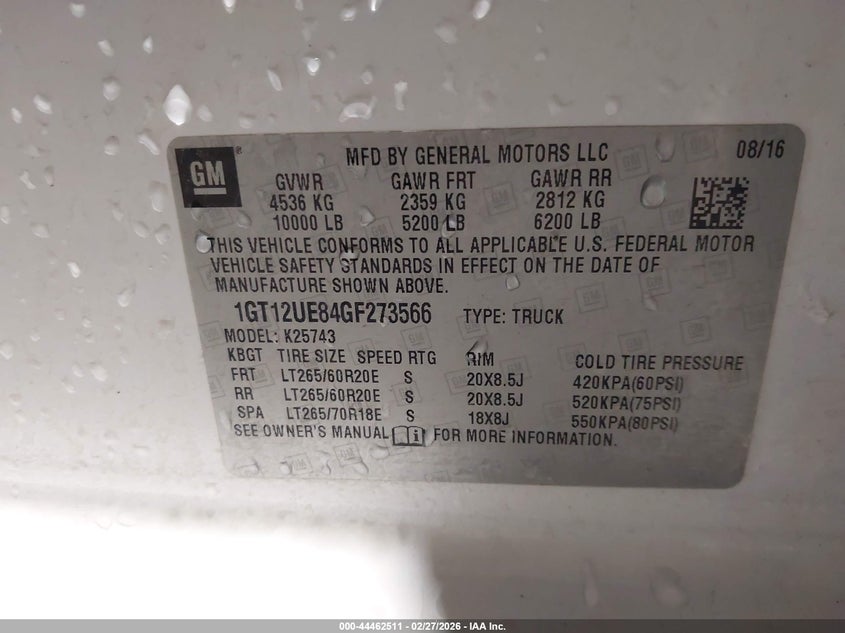 GM
MFD BY GENERAL MOTORS LLC 08/16
GVWR GAWR FRT GAWR RR
4536 KG 2359 KG 2812 KG
10000 LB 5200 LB 6200 LB
THIS VEHICLE CONFORMS TO ALL APPLICABLE U.S. FEDERAL MOTOR
VEHICLE SAFETY STANDARDS IN EFFECT ON THE DATE OF
MANUFACTURE SHOWN ABOVE.
1GT12UE84GF273566 TYPE: TRUCK
MODEL: K25743
KBGT TIRE SIZE SPEED RTG RIM COLD TIRE PRESSURE
FRT LT265/60R20E S 20X8.5J 420KPA(60PSI)
RR LT265/60R20E S 20X8.5J 520KPA(75PSI)
SPA LT265/70R18E S 18X8J 550KPA(80PSI)
SEE OWNER'S MANUAL FOR MORE INFORMATION.
000-44462511 - 02/27/2026 - IAA Inc.